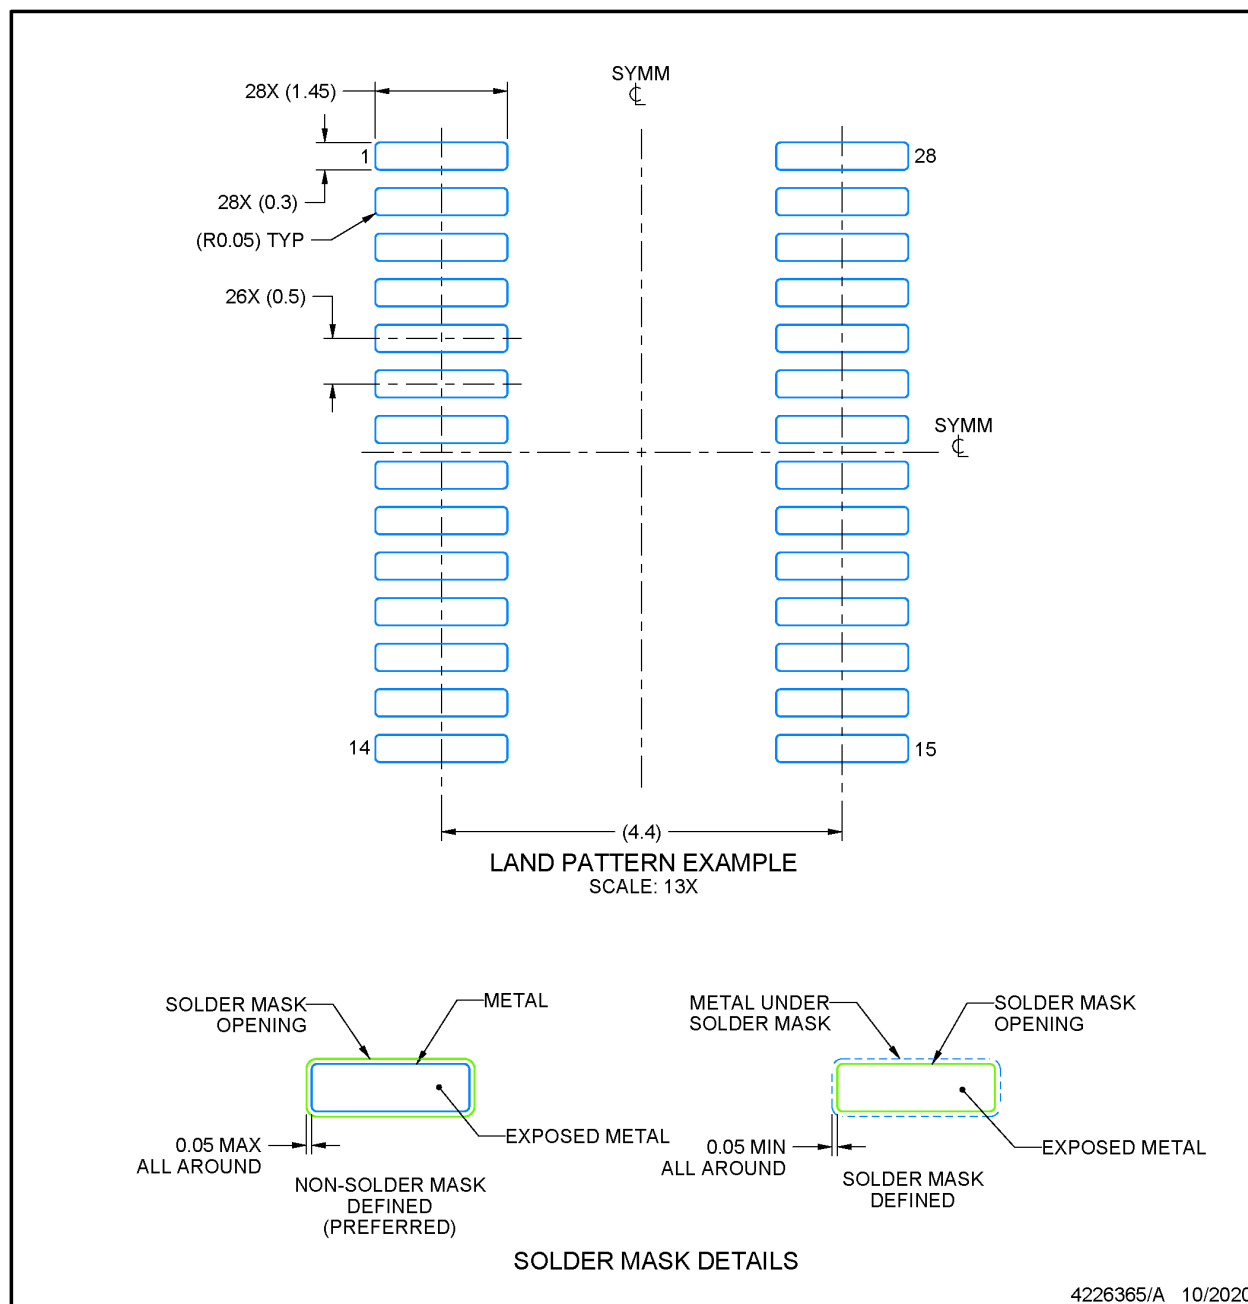 SYMM
℄
28X (1.45)
1
28
28X (0.3)
(R0.05) TYP
26X (0.5)
SYMM
℄
14
15
(4.4)
LAND PATTERN EXAMPLE
SCALE: 13X
SOLDER MASK
OPENING
METAL
EXPOSED METAL
0.05 MAX
ALL AROUND
NON-SOLDER MASK
DEFINED
(PREFERRED)
METAL UNDER
SOLDER MASK
SOLDER MASK
OPENING
EXPOSED METAL
0.05 MIN
ALL AROUND
SOLDER MASK
DEFINED
SOLDER MASK DETAILS
4226365/A 10/2020